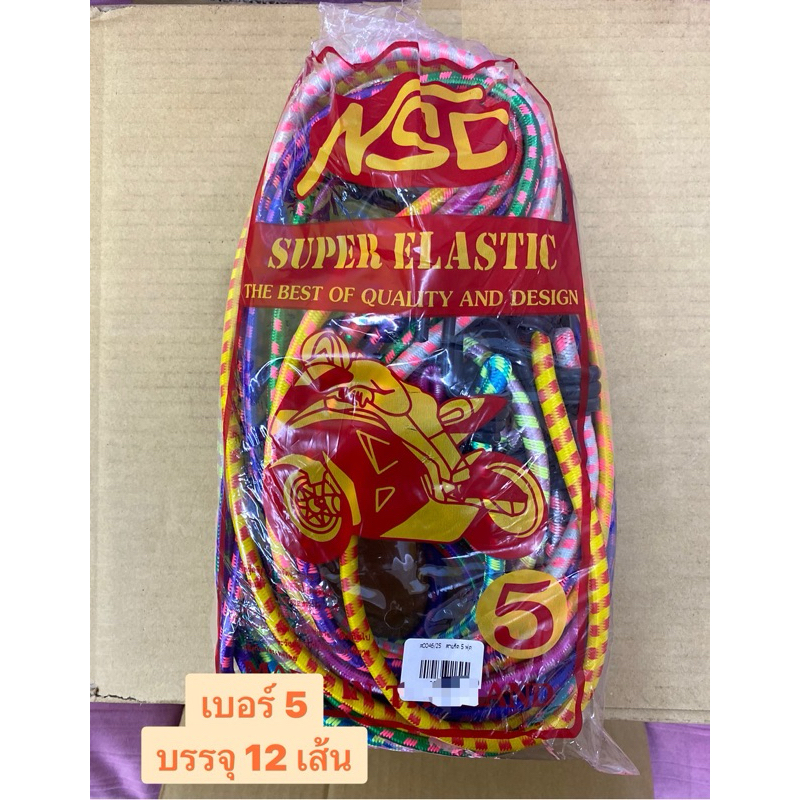 NSC
SUPER ELASTIC
THE BEST OF QUALITY AND DESIGN
5
เบอร์ 5
บรรจุ 12 เส้น